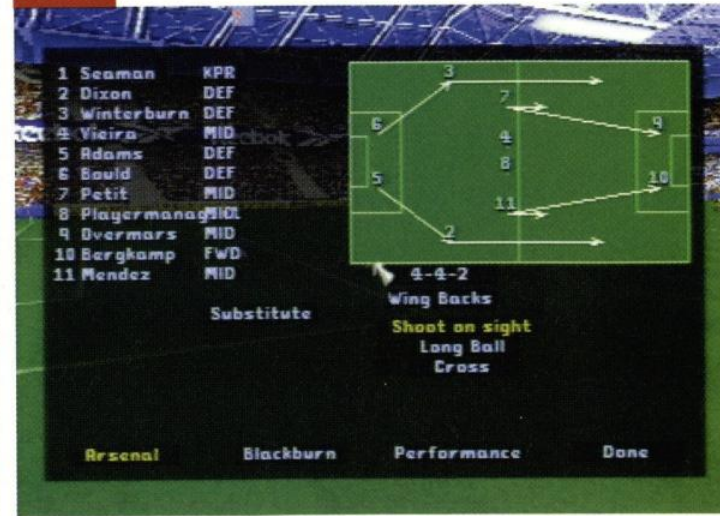 1 Seaman KPR
2 Dixon DEF
3 Winterburn DEF
4 Vieira MID
5 Adams DEF
6 Bould DEF
7 Petit MID
8 Playermanag MID
9 Overmars MID
10 Bergkamp FWD
11 Mendez MID
3
7
6
9
4
8
5
10
11
2
4-4-2
Wing Backs
Substitute
Shoot on sight
Long Ball
Cross
Arsenal Blackburn Performance Done